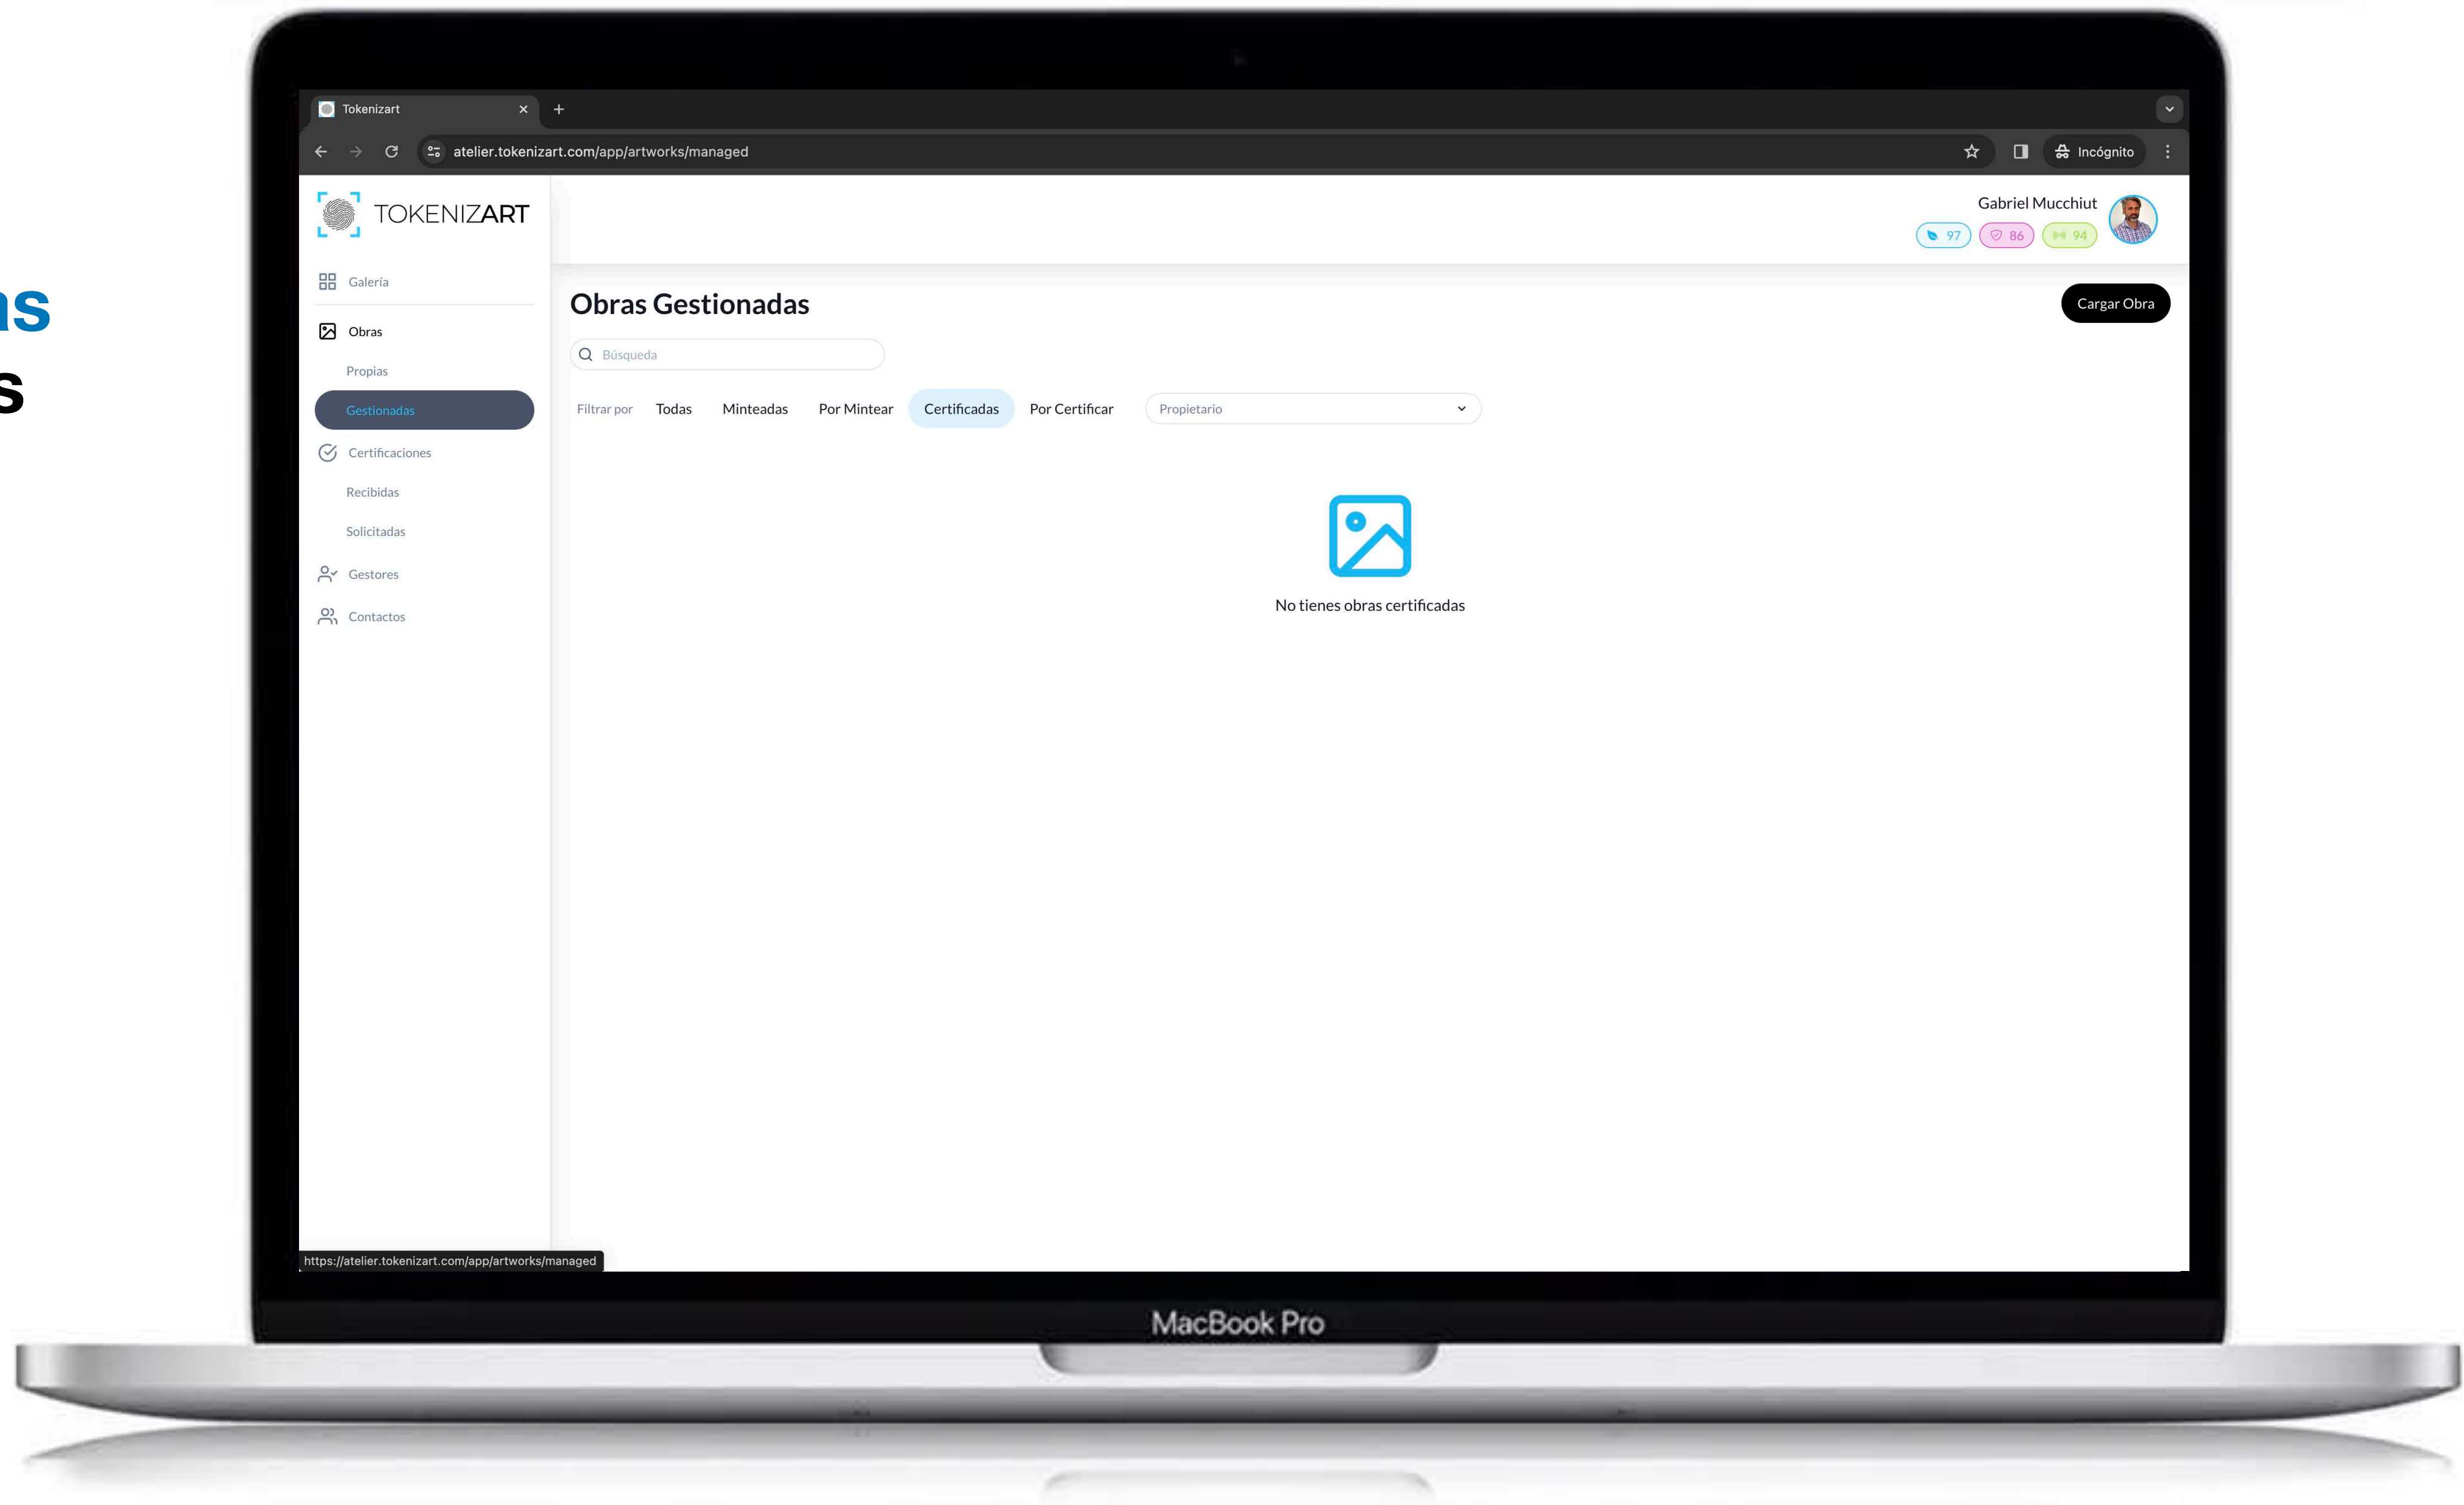 as
s
Tokenizart
atelier.tokenizart.com/app/artworks/managed
Incógnito
TOKENIZART
Gabriel Mucchiut
97 86 94
Galería
Obras
Propias
Gestionadas
Certificaciones
Recibidas
Solicitadas
Gestores
Contactos
Obras Gestionadas
Cargar Obra
Búsqueda
Filtrar por Todas Minteadas Por Mintear Certificadas Por Certificar Propietario
No tienes obras certificadas
https://atelier.tokenizart.com/app/artworks/managed
MacBook Pro